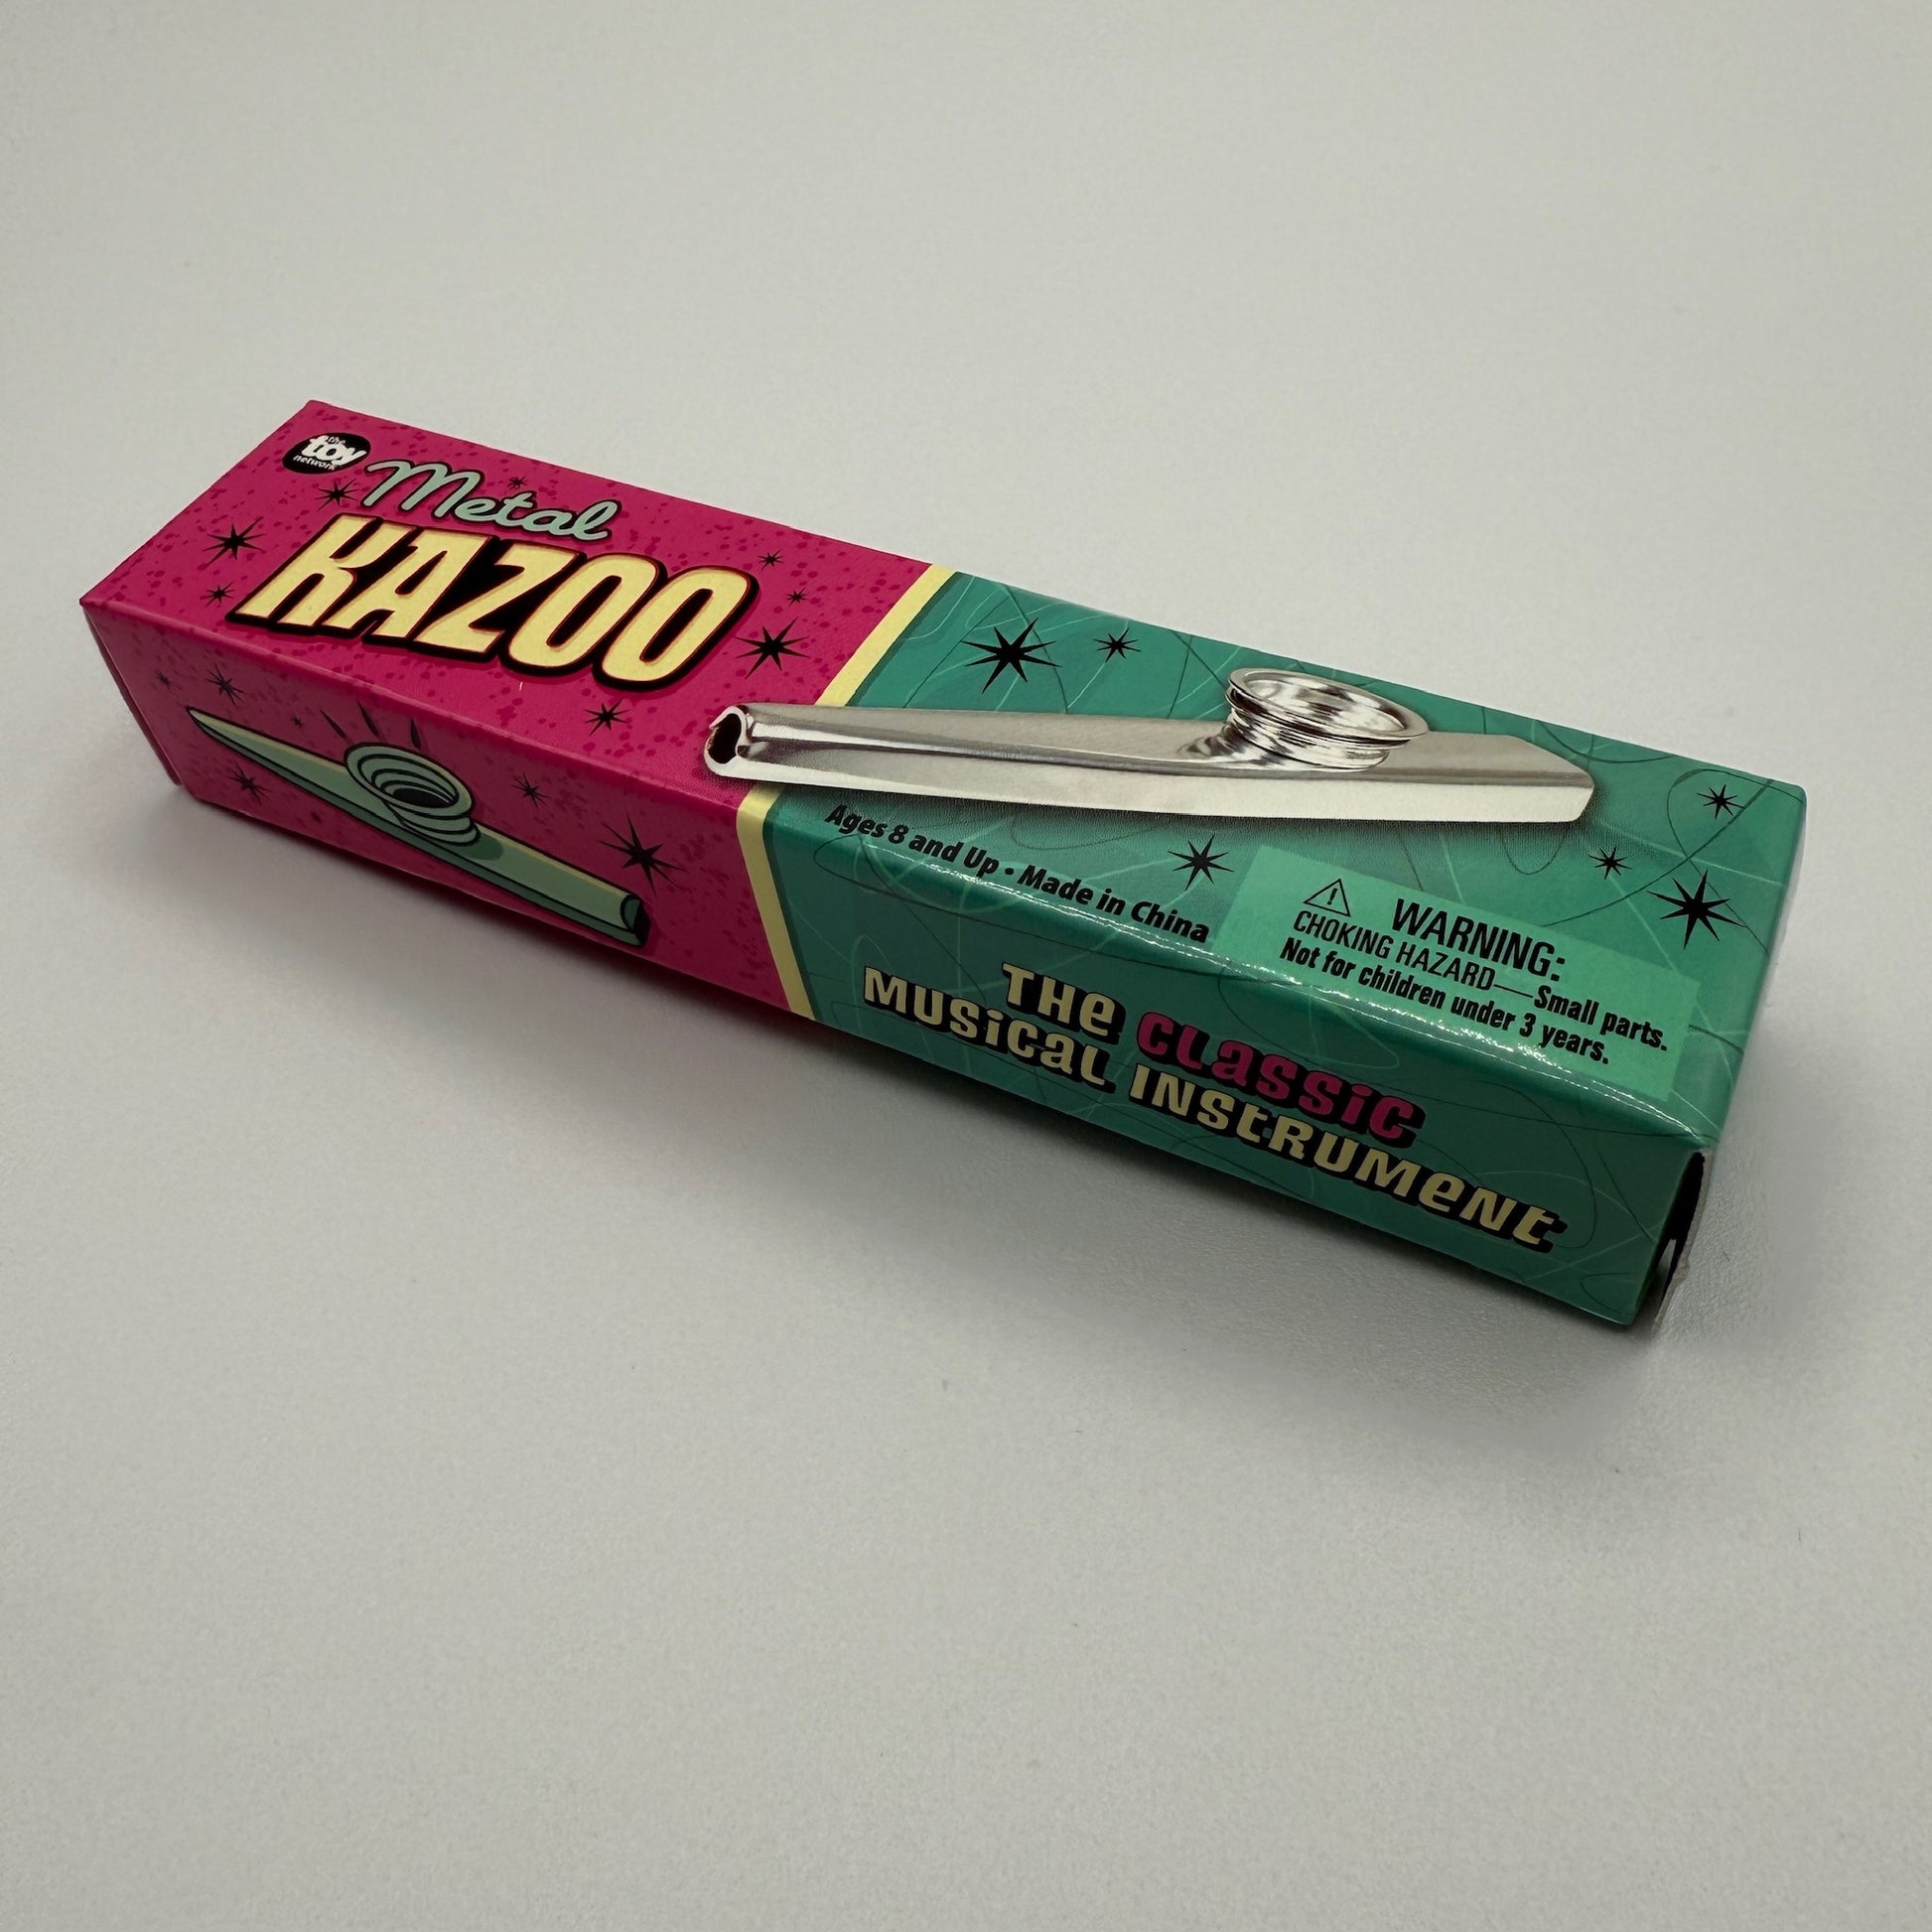 the
toy
network
Metal
KAZOO
Ages 8 and Up • Made in China
⚠ WARNING:
CHOKING HAZARD—Small parts.
Not for children under 3 years.
THe CLassic
MUSicaL INStRUMeNt